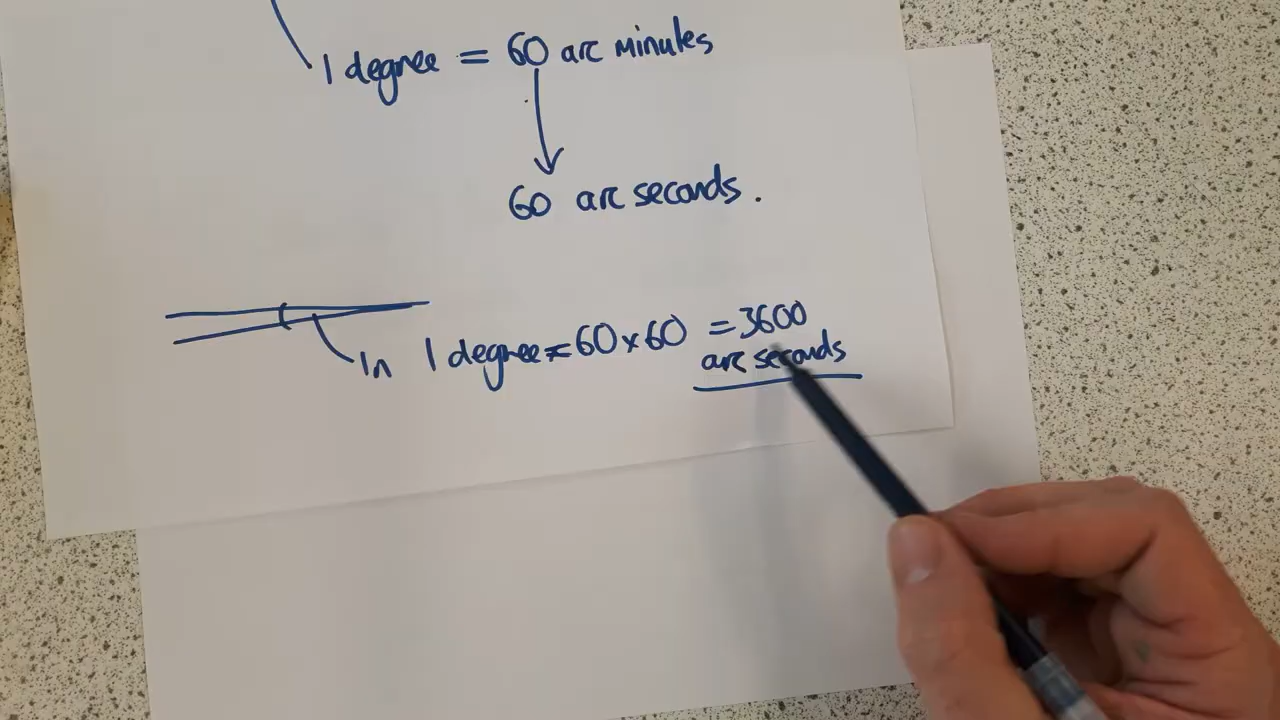 1 degree = 60 arc minutes
60 arc seconds.
In 1 degree = 60 x 60 = 3600
arc seconds